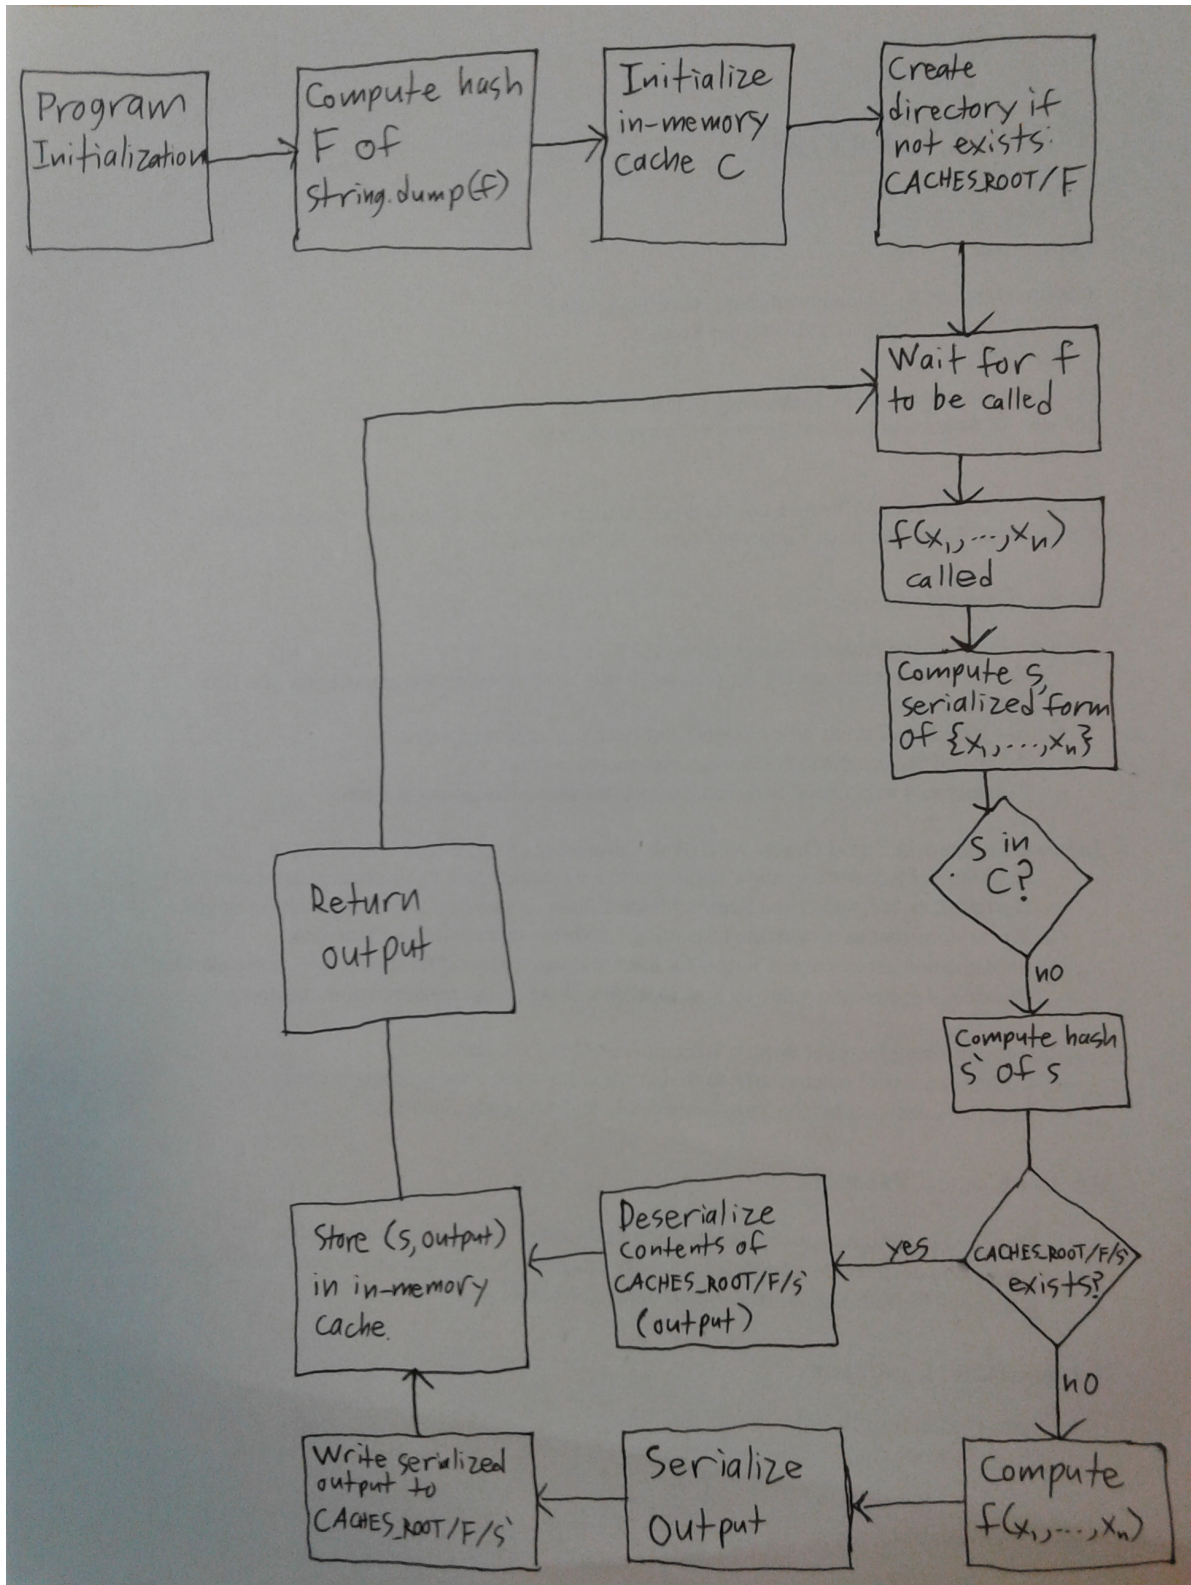 Program
Initialization
Compute hash
F of
string.dump(f)
Initialize
in-memory
cache C
Create
directory if
not exists:
CACHES_ROOT/F
Wait for f
to be called
f(x₁,...,xₙ)
called
Compute s,
serialized form
of {x₁,...,xₙ}
s in
C?
no
Compute hash
s` of s
CACHES_ROOT/F/s`
exists?
yes
Deserialize
contents of
CACHES_ROOT/F/s`
(output)
Store (s, output)
in in-memory
cache.
Return
output
no
Compute
f(x₁,...,xₙ)
Serialize
output
Write serialized
output to
CACHES_ROOT/F/s`